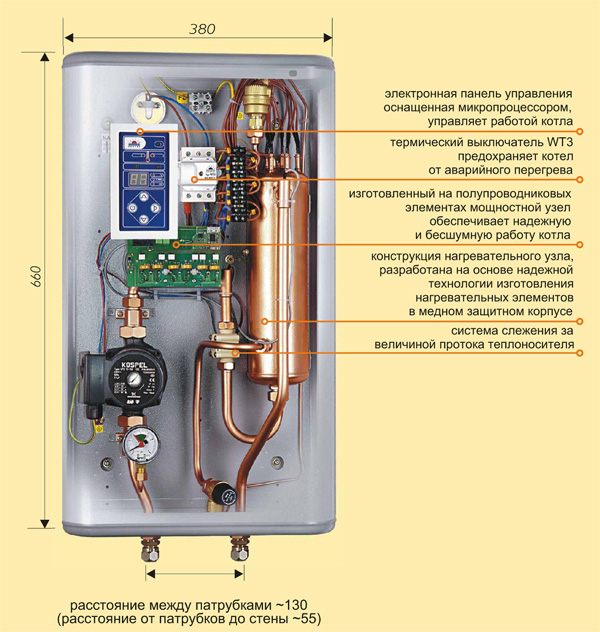 380
электронная панель управления
оснащенная микропроцессором,
управляет работой котла
термический выключатель WT3
предохраняет котел
от аварийного перегрева
изготовленный на полупроводниковых
элементах мощностной узел
обеспечивает надежную
и бесшумную работу котла
конструкция нагревательного узла,
разработана на основе надежной
технологии изготовления
нагревательных элементов
в медном защитном корпусе
система слежения за
величиной протока теплоносителя
660
KOSPEL
расстояние между патрубками ~130
(расстояние от патрубков до стены ~55)